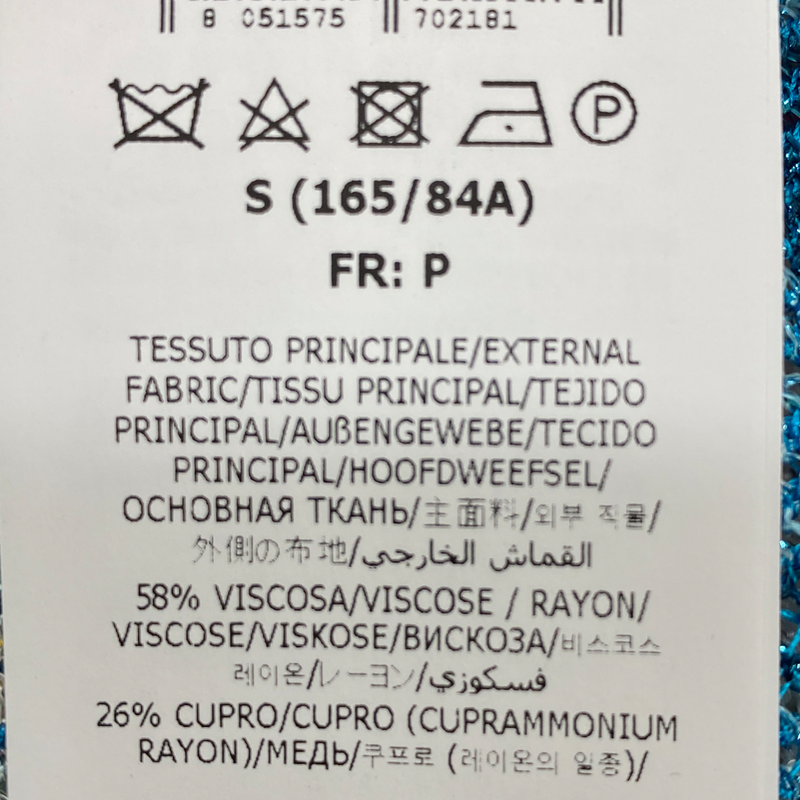 8 051575 702181
S (165/84A)
FR: P
TESSUTO PRINCIPALE/EXTERNAL
FABRIC/TISSU PRINCIPAL/TEJIDO
PRINCIPAL/AUßENGEWEBE/TECIDO
PRINCIPAL/HOOFDWEEFSEL/
ОСНОВНАЯ ТКАНЬ/主面料/외부 직물/
外側の布地/القماش الخارجي/
58% VISCOSA/VISCOSE / RAYON/
VISCOSE/VISKOSE/ВИСКОЗА/비스코스
레이온/レーヨン/فسكوزي/
26% CUPRO/CUPRO (CUPRAMMONIUM
RAYON)/МЕДЬ/쿠프로 (레이온의 일종)/